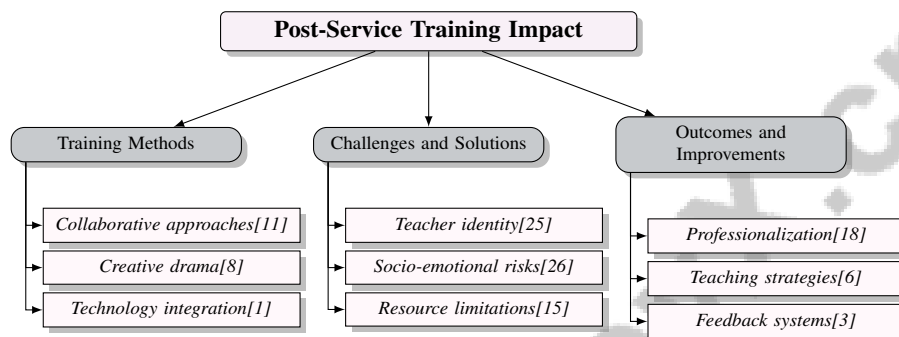 Post-Service Training Impact
Training Methods
Collaborative approaches[11]
Creative drama[8]
Technology integration[1]
Challenges and Solutions
Teacher identity[25]
Socio-emotional risks[26]
Resource limitations[15]
Outcomes and
Improvements
Professionalization[18]
Teaching strategies[6]
Feedback systems[3]